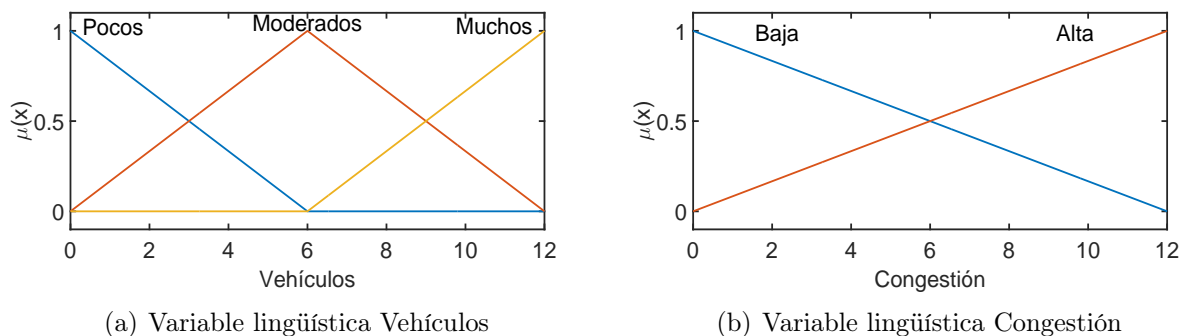 Pocos Moderados Muchos
1
0.5
0
μ(x)
0 2 4 6 8 10 12
Vehículos
(a) Variable lingüística Vehículos
Baja Alta
1
0.5
0
μ(x)
0 2 4 6 8 10 12
Congestión
(b) Variable lingüística Congestión